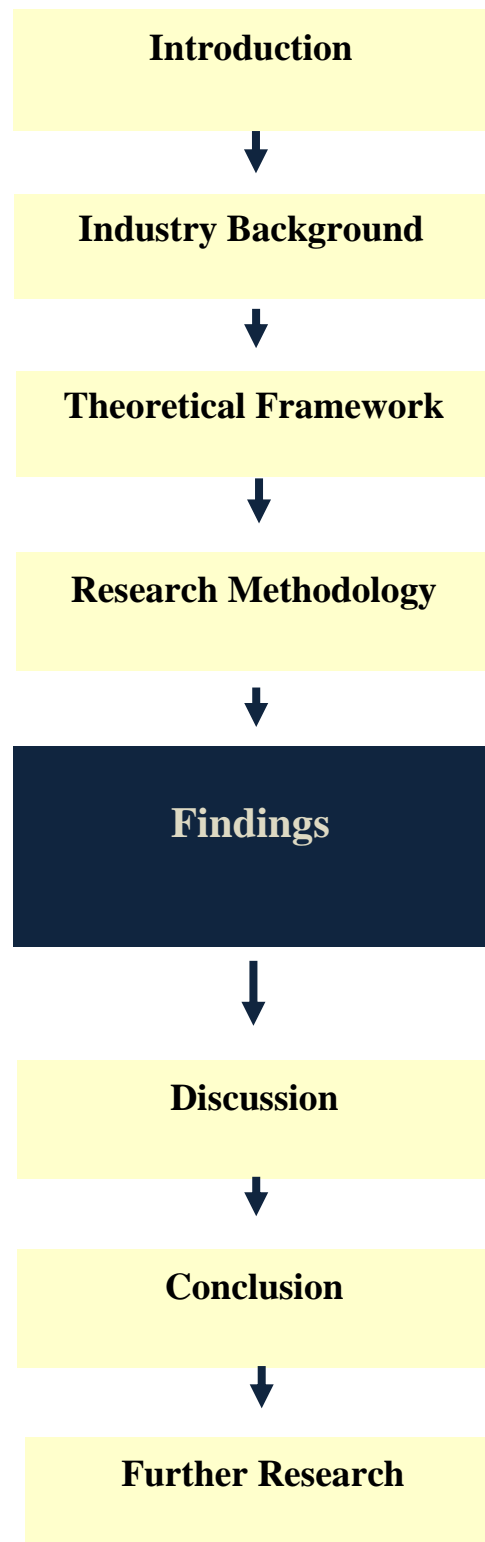 Introduction
Industry Background
Theoretical Framework
Research Methodology
Findings
Discussion
Conclusion
Further Research